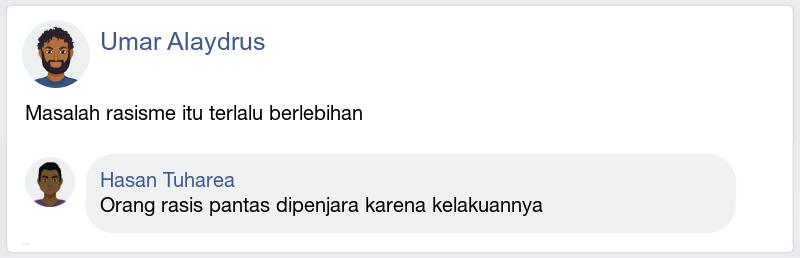 Umar Alaydrus
Masalah rasisme itu terlalu berlebihan
Hasan Tuharea
Orang rasis pantas dipenjara karena kelakuannya